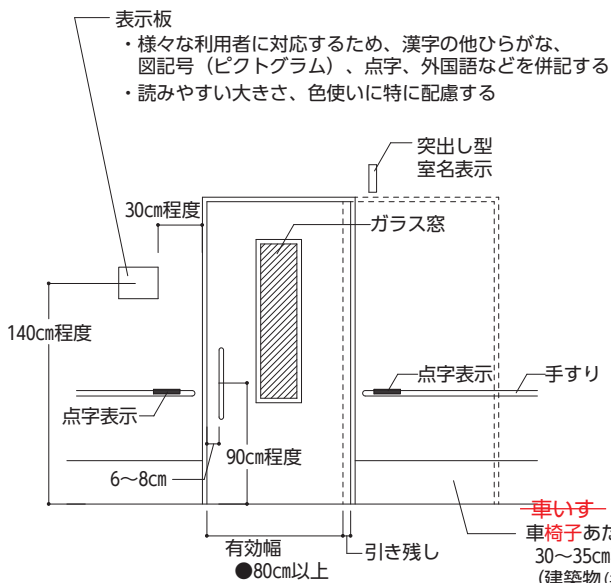 表示板
・様々な利用者に対応するため、漢字の他ひらがな、
図記号（ピクトグラム）、点字、外国語などを併記する
・読みやすい大きさ、色使いに特に配慮する
突出し型
室名表示
30㎝程度
ガラス窓
140㎝程度
点字表示
手すり
点字表示
90㎝程度
6～8㎝
車いす
車椅子あた
30～35㎝
（建築物
有効幅
●80㎝以上
引き残し